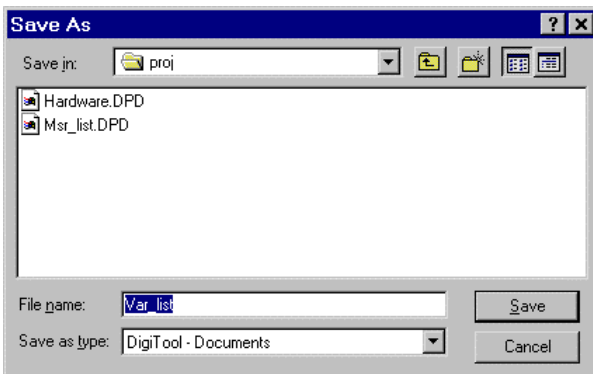 Save As
Save in: proj
Hardware.DPD
Msr_list.DPD
File name: Var_list Save
Save as type: DigiTool - Documents Cancel